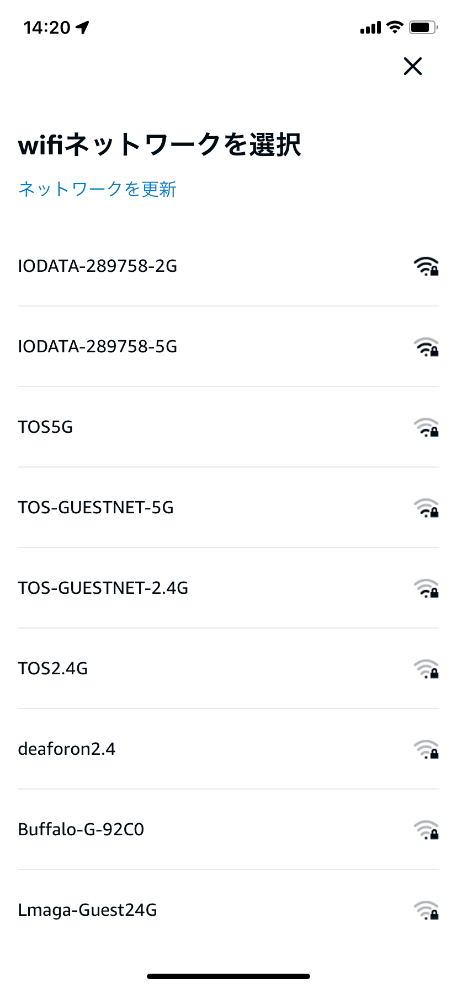 14:20
wifiネットワークを選択
ネットワークを更新
IODATA-289758-2G
IODATA-289758-5G
TOS5G
TOS-GUESTNET-5G
TOS-GUESTNET-2.4G
TOS2.4G
deaforon2.4
Buffalo-G-92C0
Lmaga-Guest24G